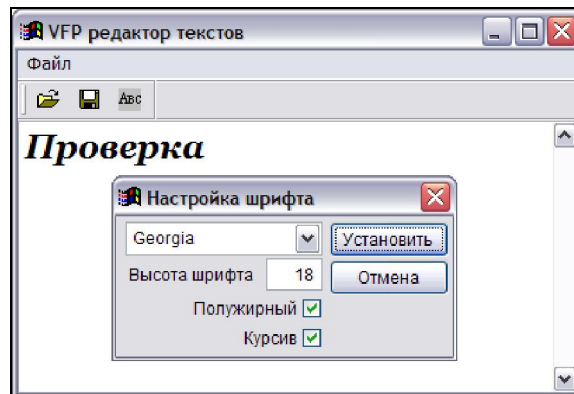 VFP редактор текстов
Файл
ABC
Проверка
Настройка шрифта
Georgia
Установить
Высота шрифта 18
Отмена
Полужирный
Курсив